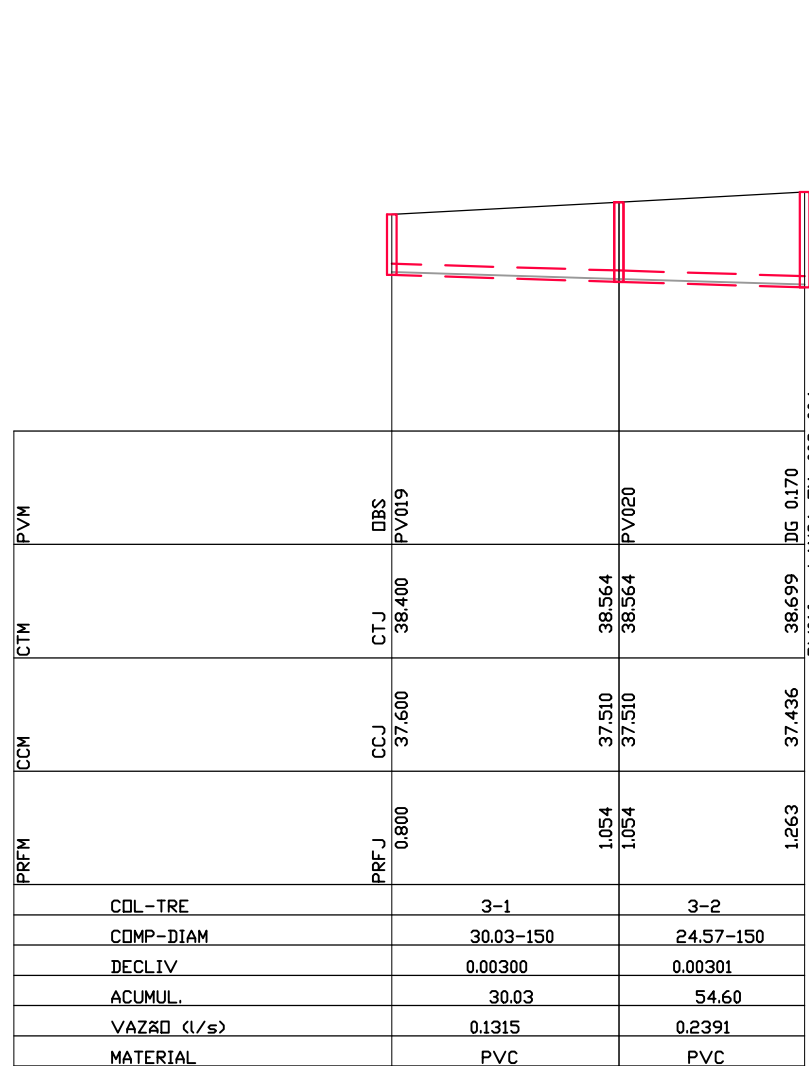 PVM OBS PV019 PV020 DG 0.170
CTM CTJ 38.400 38.564 38.564 38.699
CCM CCJ 37.600 37.510 37.510 37.436
PRFM PRFJ 0.800 1.054 1.054 1.263
COL-TRE 3-1 3-2
COMP-DIAM 30.03-150 24.57-150
DECLIV 0.00300 0.00301
ACUMUL. 30.03 54.60
VAZãO (l/s) 0.1315 0.2391
MATERIAL PVC PVC